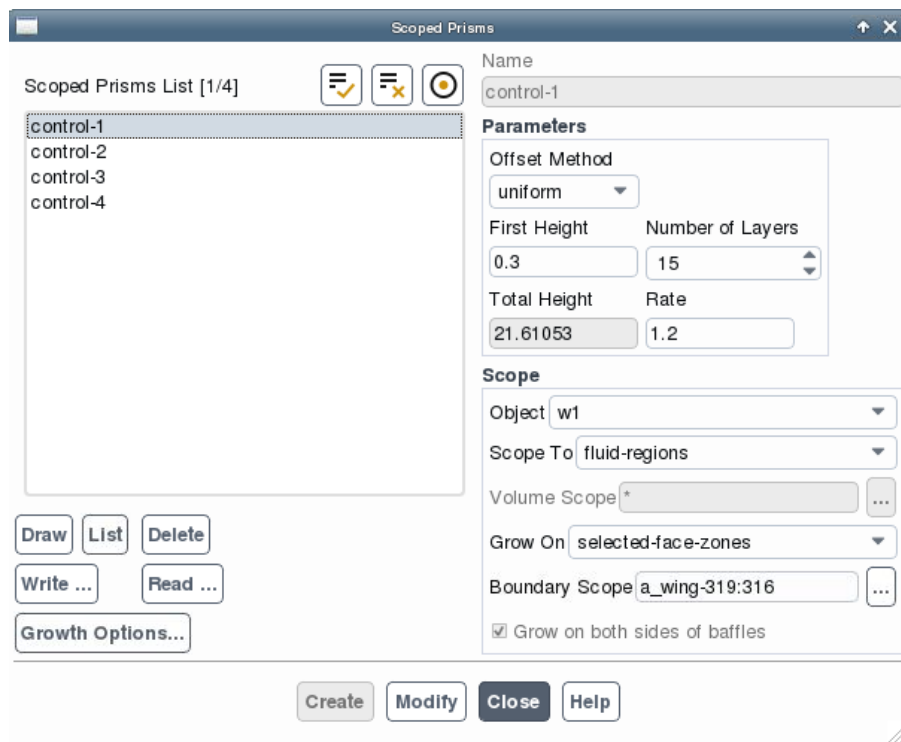 Scoped Prisms
Scoped Prisms List [1/4]
control-1
control-2
control-3
control-4
Draw List Delete
Write ... Read ...
Growth Options...
Name
control-1
Parameters
Offset Method
uniform
First Height Number of Layers
0.3 15
Total Height Rate
21.61053 1.2
Scope
Object w1
Scope To fluid-regions
Volume Scope * ...
Grow On selected-face-zones
Boundary Scope a_wing-319:316 ...
Grow on both sides of baffles
Create Modify Close Help